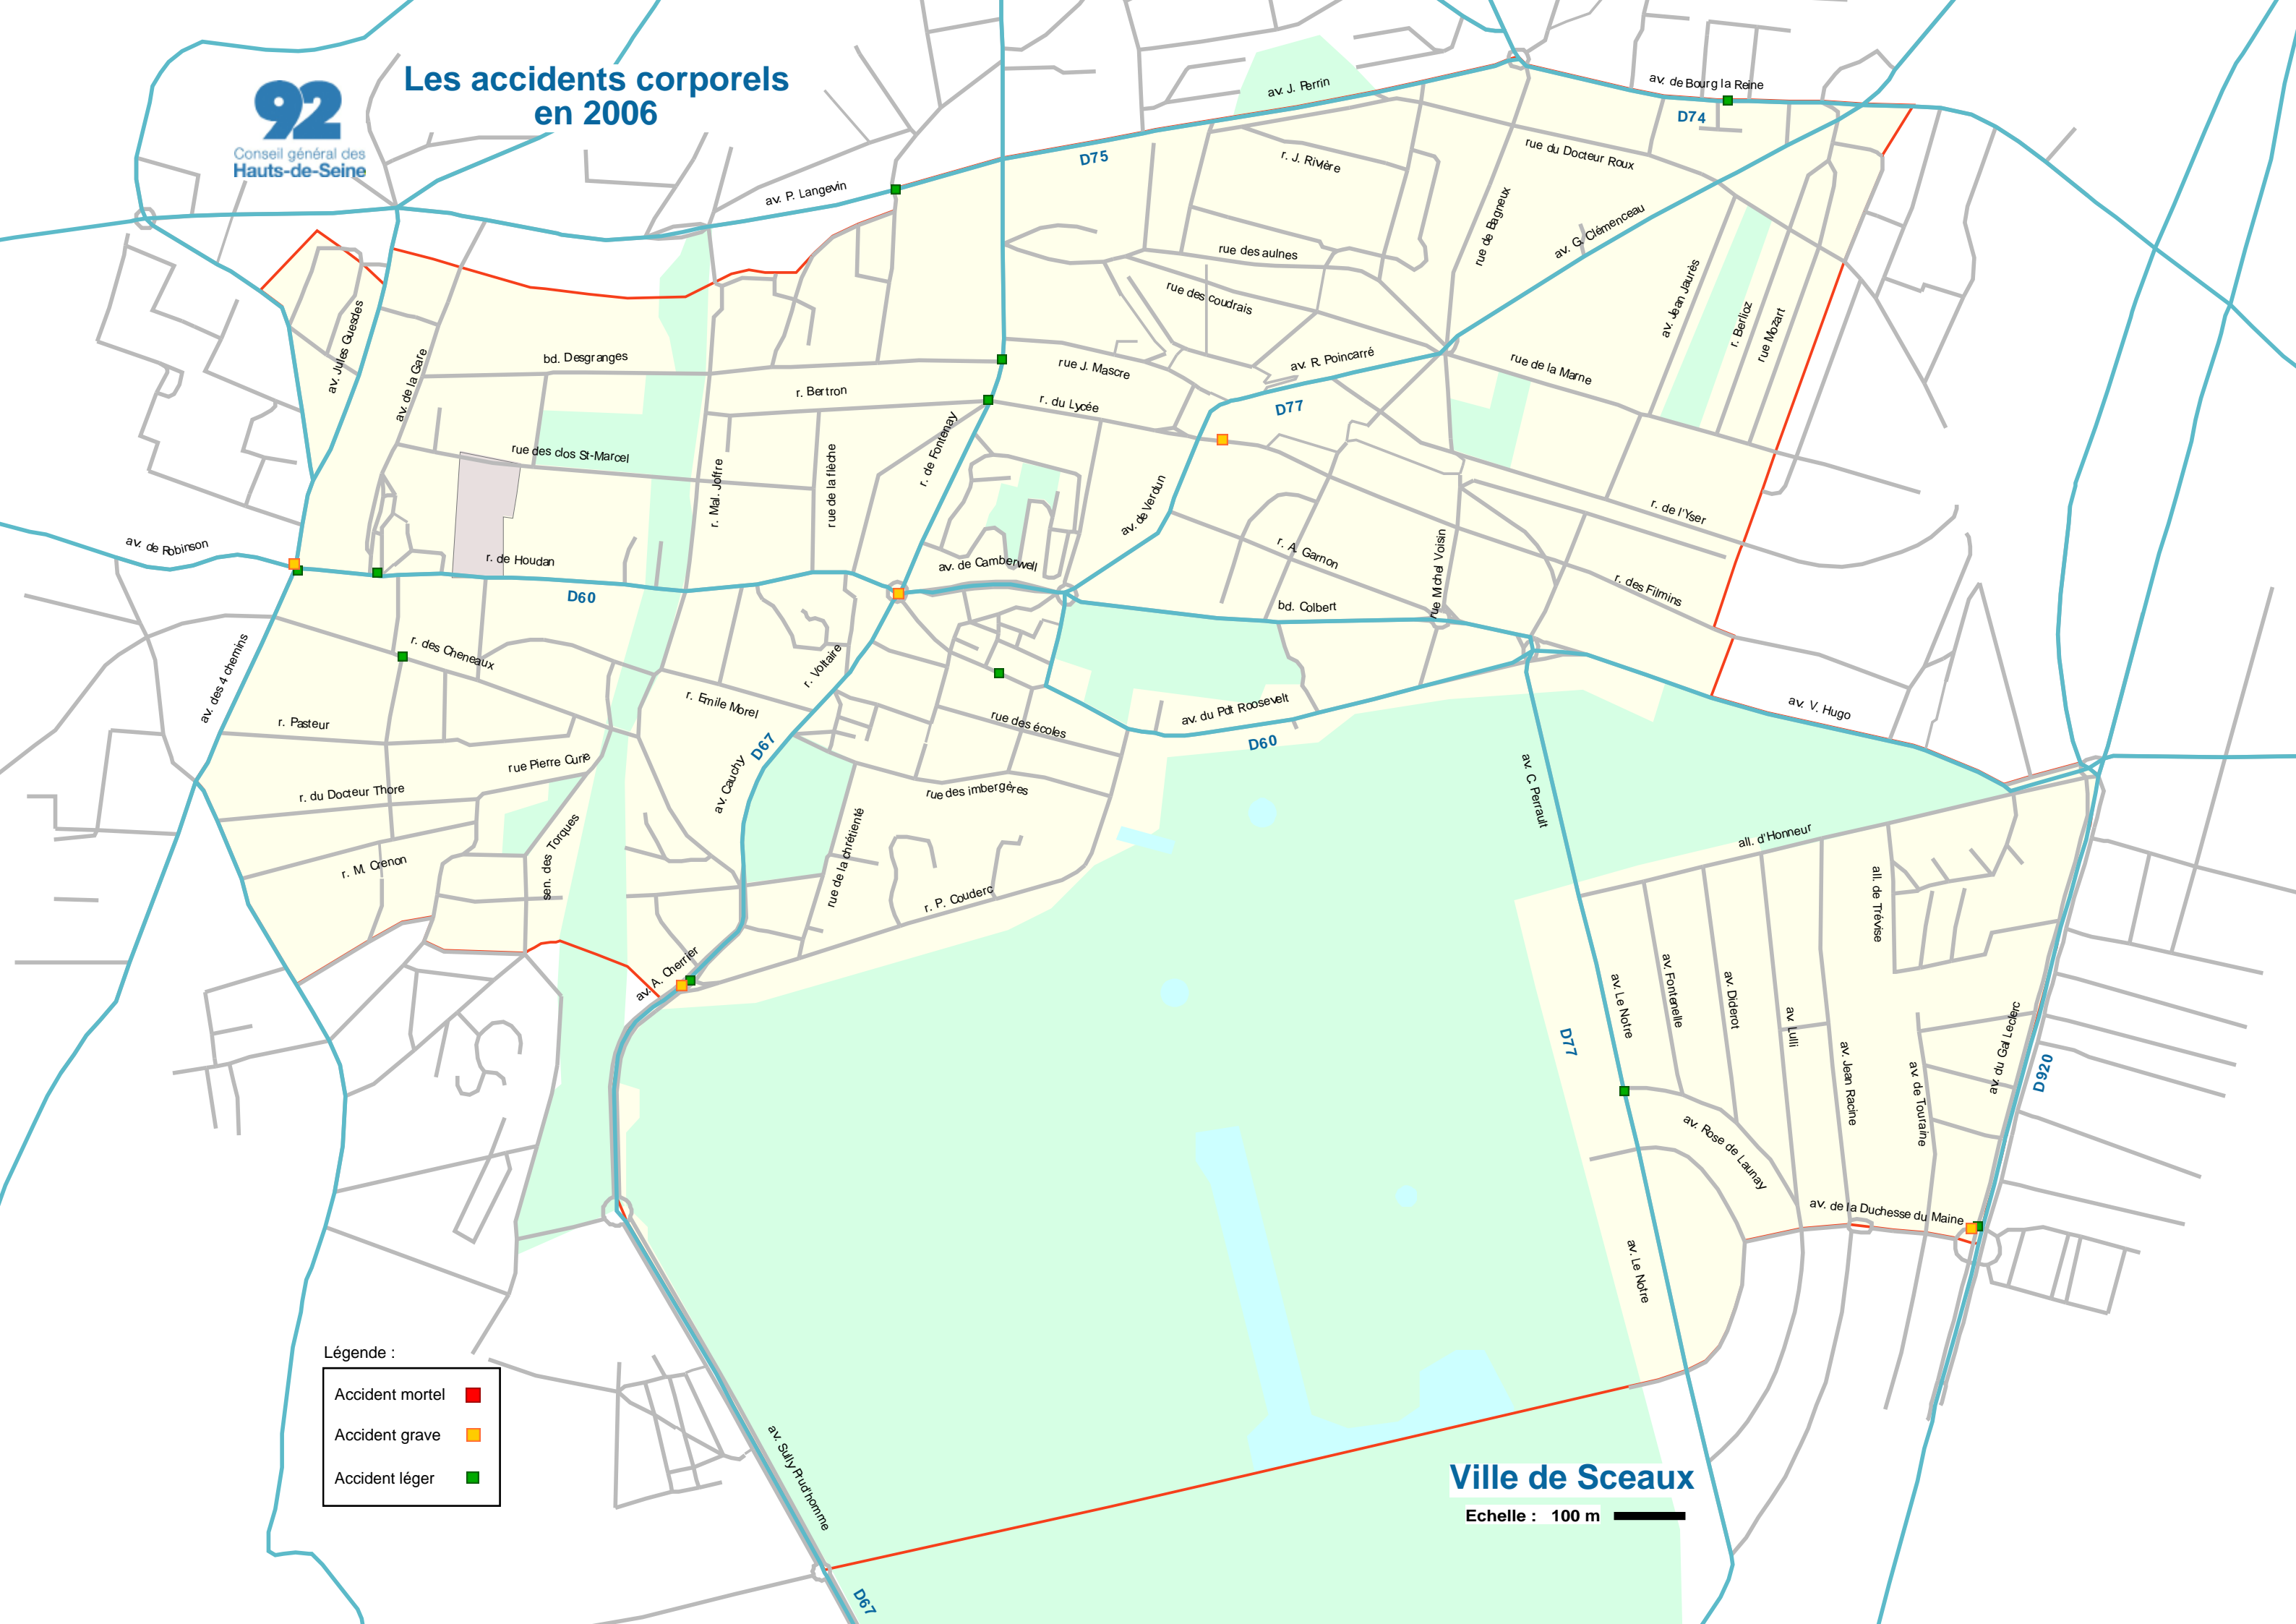 Les accidents corporels
en 2006
92
Conseil général des
Hauts-de-Seine
av. J. Perrin
av. de Bourg la Reine
D74
D75
r. J. Rivière
rue du Docteur Roux
av. P. Langevin
rue de Bagneux
av. G. Clémenceau
rue des aulnes
rue des coudrais
av. Jean Jaurès
r. Berlioz
rue Mozart
av. Jules Guesdes
av. de la Gare
bd. Desgranges
r. Bertron
rue J. Mascre
av. R. Poincarré
rue de la Marne
r. du Lycée
D77
r. de Fontenay
rue des clos St-Marcel
r. Mal. Joffre
rue de la flèche
av. de Verdun
r. de l'Yser
av. de Robinson
r. de Houdan
av. de Camberwell
r. A. Garnon
rue Michel Voisin
r. des Filmins
D60
bd. Colbert
av. des 4 chemins
r. des Cheneaux
r. Voltaire
r. Emile Morel
r. Pasteur
rue des écoles
av. du Pdt Roosevelt
D60
av. V. Hugo
D67
rue Pierre Curie
av. Cauchy
r. du Docteur Thore
rue des imbergères
av. C. Perrault
r. M. Crenon
sen. des Torques
rue de la chrétienté
r. P. Couderc
all. d'Honneur
all. de Trévise
av. A. Cherrier
av. Le Notre
av. Fontenelle
av. Diderot
av. Lulli
av. Jean Racine
av. de Touraine
av. du Gal Leclerc
D77
D920
av. Rose de Launay
av. de la Duchesse du Maine
av. Le Notre
Légende :
Accident mortel
Accident grave
Accident léger
av. Sully Prud'homme
D67
Ville de Sceaux
Echelle : 100 m